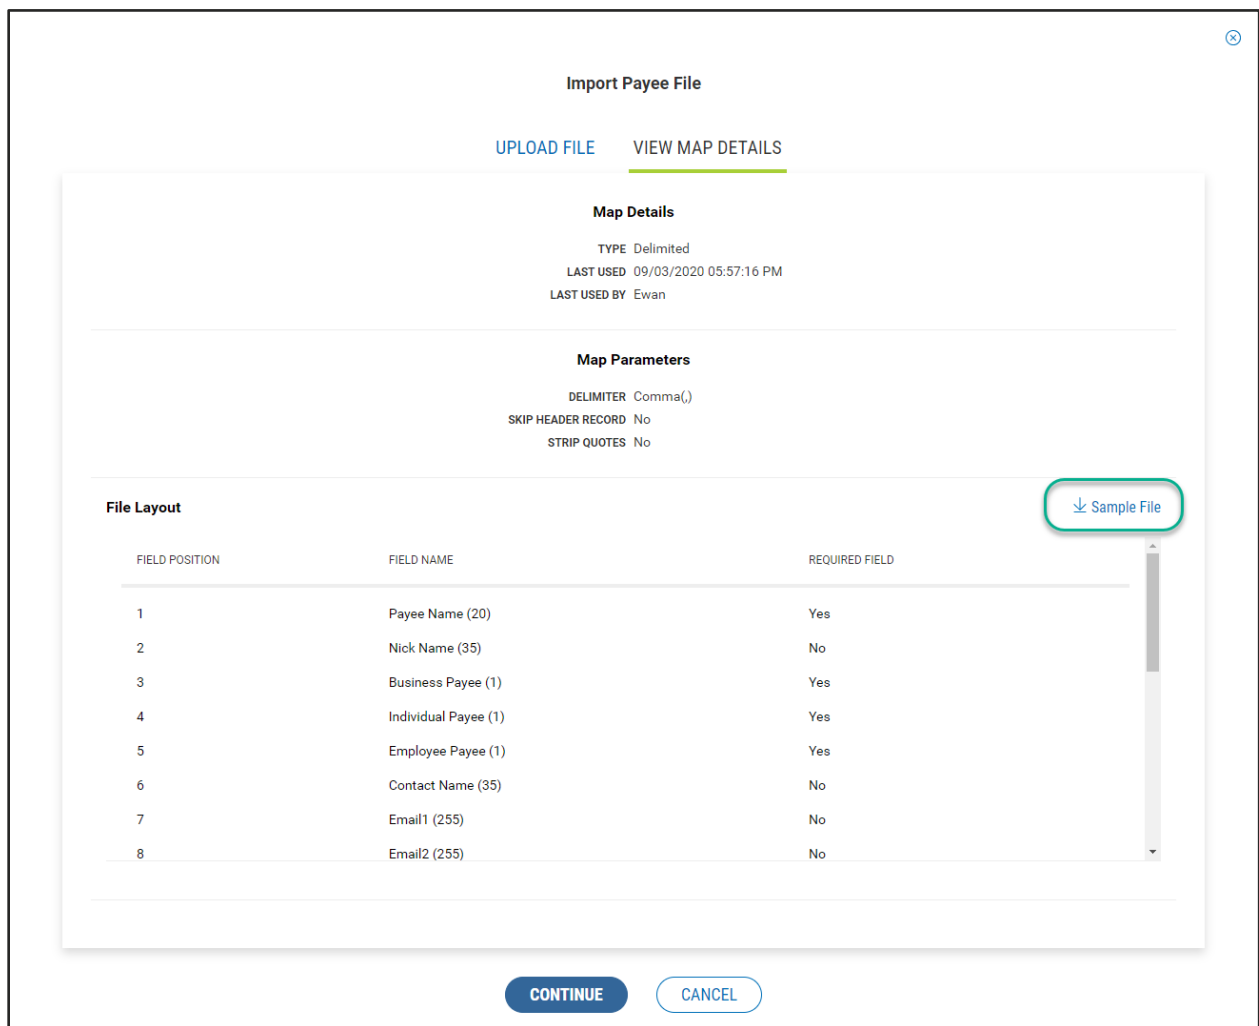 Import Payee File
UPLOAD FILE VIEW MAP DETAILS
Map Details
TYPE Delimited
LAST USED 09/03/2020 05:57:16 PM
LAST USED BY Ewan
Map Parameters
DELIMITER Comma(,)
SKIP HEADER RECORD No
STRIP QUOTES No
File Layout Sample File
FIELD POSITION FIELD NAME REQUIRED FIELD
1 Payee Name (20) Yes
2 Nick Name (35) No
3 Business Payee (1) Yes
4 Individual Payee (1) Yes
5 Employee Payee (1) Yes
6 Contact Name (35) No
7 Email1 (255) No
8 Email2 (255) No
CONTINUE CANCEL